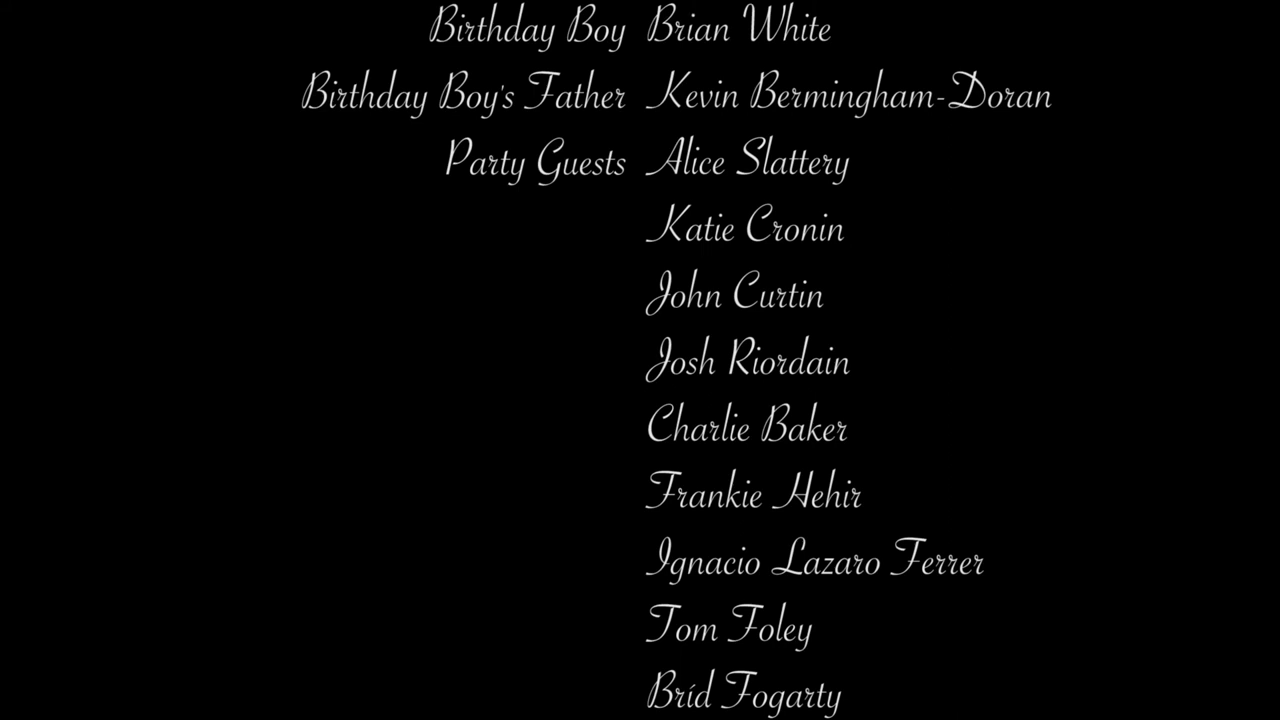 Birthday Boy Brian White
Birthday Boy's Father Kevin Bermingham-Doran
Party Guests Alice Slattery
Katie Cronin
John Curtin
Josh Riordain
Charlie Baker
Frankie Hehir
Ignacio Lazaro Ferrer
Tom Foley
Bríd Fogarty